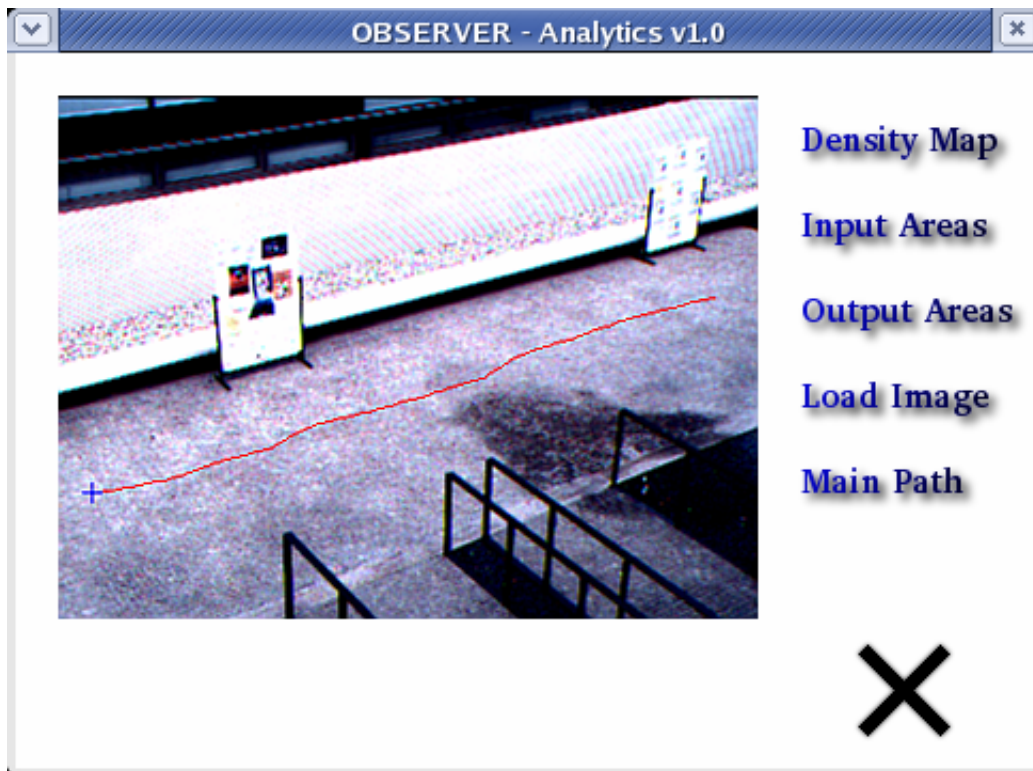 OBSERVER - Analytics v1.0
Density Map
Input Areas
Output Areas
Load Image
Main Path